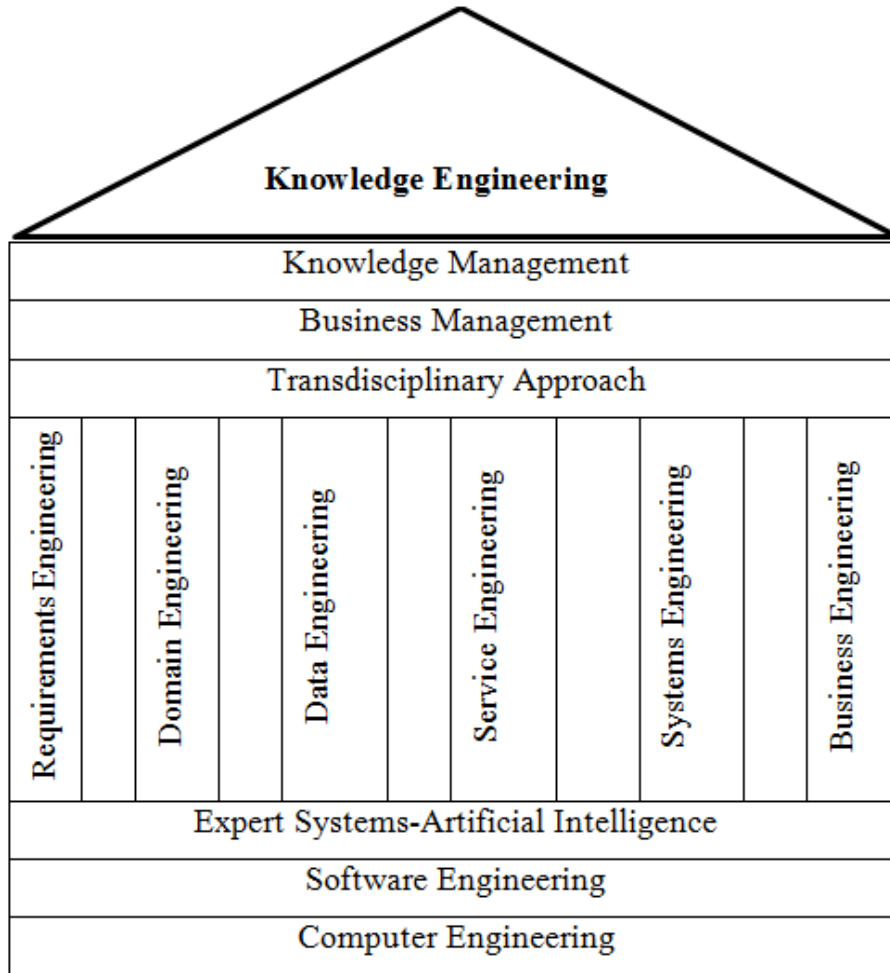 Knowledge Engineering
Knowledge Management
Business Management
Transdisciplinary Approach
Requirements Engineering
Domain Engineering
Data Engineering
Service Engineering
Systems Engineering
Business Engineering
Expert Systems-Artificial Intelligence
Software Engineering
Computer Engineering